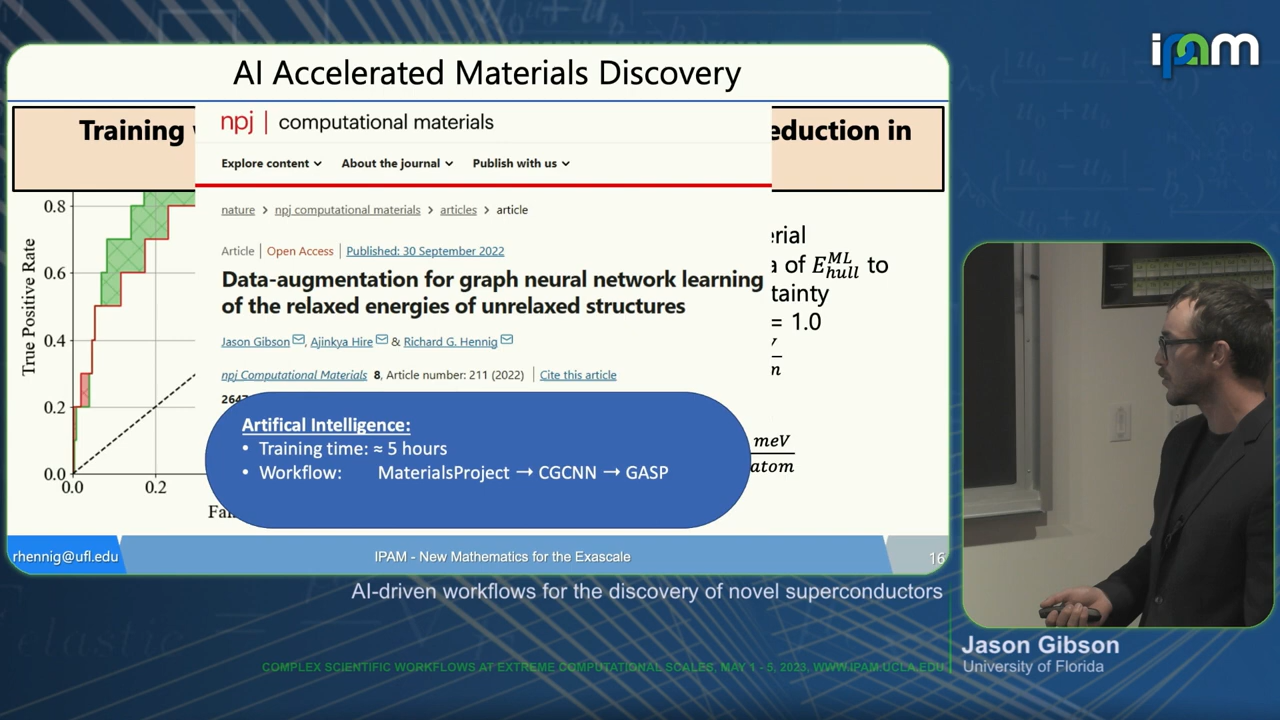 ipam
AI Accelerated Materials Discovery
Training
eduction in
npj | computational materials
Explore content
About the journal
Publish with us
nature > npj computational materials > articles > article
Article | Open Access | Published: 30 September 2022
Data-augmentation for graph neural network learning
of the relaxed energies of unrelaxed structures
Jason Gibson, Ajinkya Hire & Richard G. Hennig
npj Computational Materials 8, Article number: 211 (2022) | Cite this article
Artifical Intelligence:
• Training time: ≈ 5 hours
• Workflow: MaterialsProject → CGCNN → GASP
True Positive Rate
0.8
0.6
0.4
0.2
0.0
0.0
0.2
erial
of E^{ML}_{hull} to
tainty
= 1.0
n
meV
atom
rhennig@ufl.edu
IPAM - New Mathematics for the Exascale
16
AI-driven workflows for the discovery of novel superconductors
Jason Gibson
University of Florida
COMPLEX SCIENTIFIC WORKFLOWS AT EXTREME COMPUTATIONAL SCALES, MAY 1 - 5, 2023, WWW.IPAM.UCLA.EDU